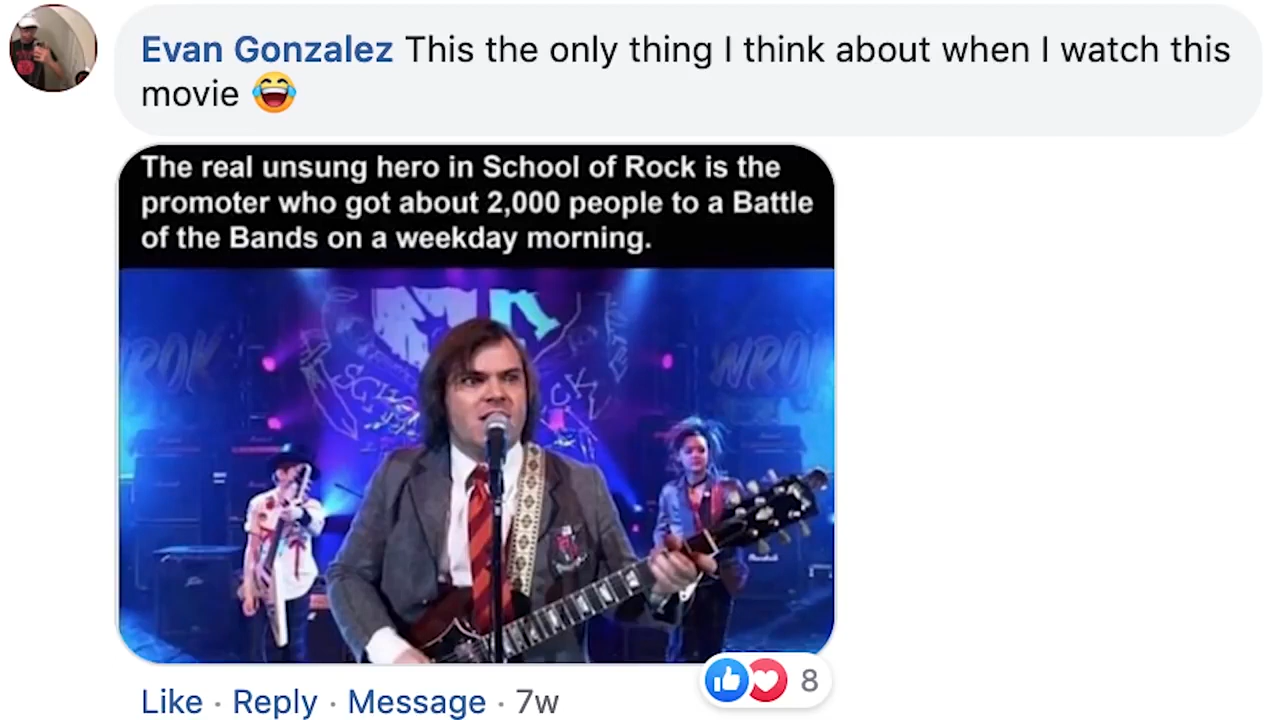 Evan Gonzalez This the only thing I think about when I watch this
movie 😂
The real unsung hero in School of Rock is the
promoter who got about 2,000 people to a Battle
of the Bands on a weekday morning.
WROK
Like · Reply · Message · 7w
8